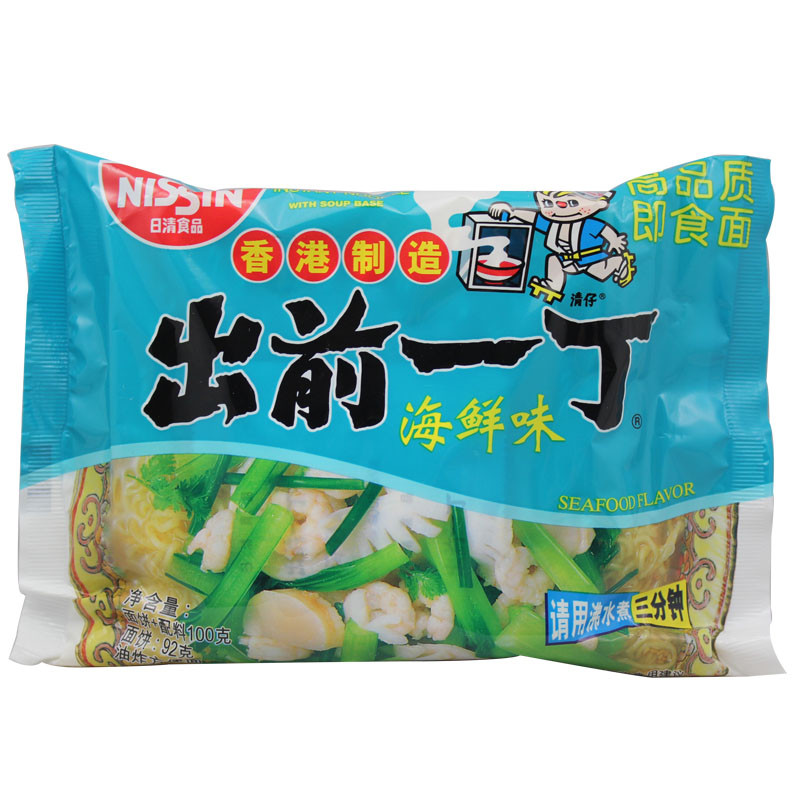 NISSIN
日清食品
WITH SOUP BASE
高品质
即食面
香港制造
清仔®
出前一丁®
海鲜味
SEAFOOD FLAVOR
净含量:
面饼+配料100克
面饼:92克
请用沸水煮三分钟